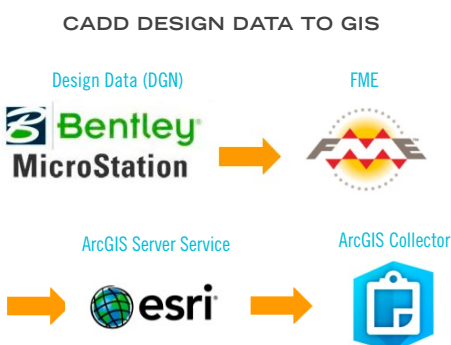 CADD DESIGN DATA TO GIS
Design Data (DGN)
FME
Bentley
MicroStation
FME
ArcGIS Server Service
ArcGIS Collector
esri